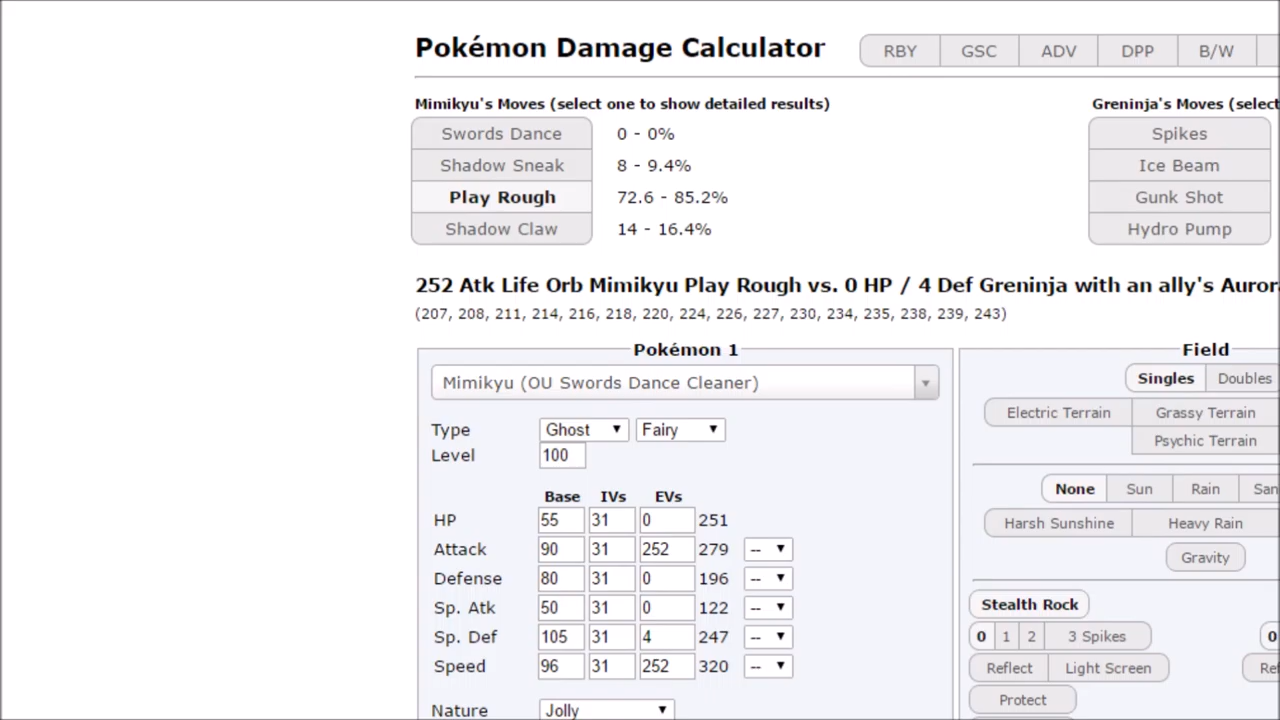 Pokémon Damage Calculator RBY GSC ADV DPP B/W
Mimikyu's Moves (select one to show detailed results) Greninja's Moves (select
Swords Dance 0 - 0% Spikes
Shadow Sneak 8 - 9.4% Ice Beam
Play Rough 72.6 - 85.2% Gunk Shot
Shadow Claw 14 - 16.4% Hydro Pump
252 Atk Life Orb Mimikyu Play Rough vs. 0 HP / 4 Def Greninja with an ally's Auror
(207, 208, 211, 214, 216, 218, 220, 224, 226, 227, 230, 234, 235, 238, 239, 243)
Pokémon 1
Mimikyu (OU Swords Dance Cleaner)
Type Ghost Fairy
Level 100
Base IVs EVs
HP 55 31 0 251
Attack 90 31 252 279 --
Defense 80 31 0 196 --
Sp. Atk 50 31 0 122 --
Sp. Def 105 31 4 247 --
Speed 96 31 252 320 --
Nature Jolly
Field
Singles Doubles
Electric Terrain Grassy Terrain
Psychic Terrain
None Sun Rain San
Harsh Sunshine Heavy Rain
Gravity
Stealth Rock
0 1 2 3 Spikes 0
Reflect Light Screen Ref
Protect